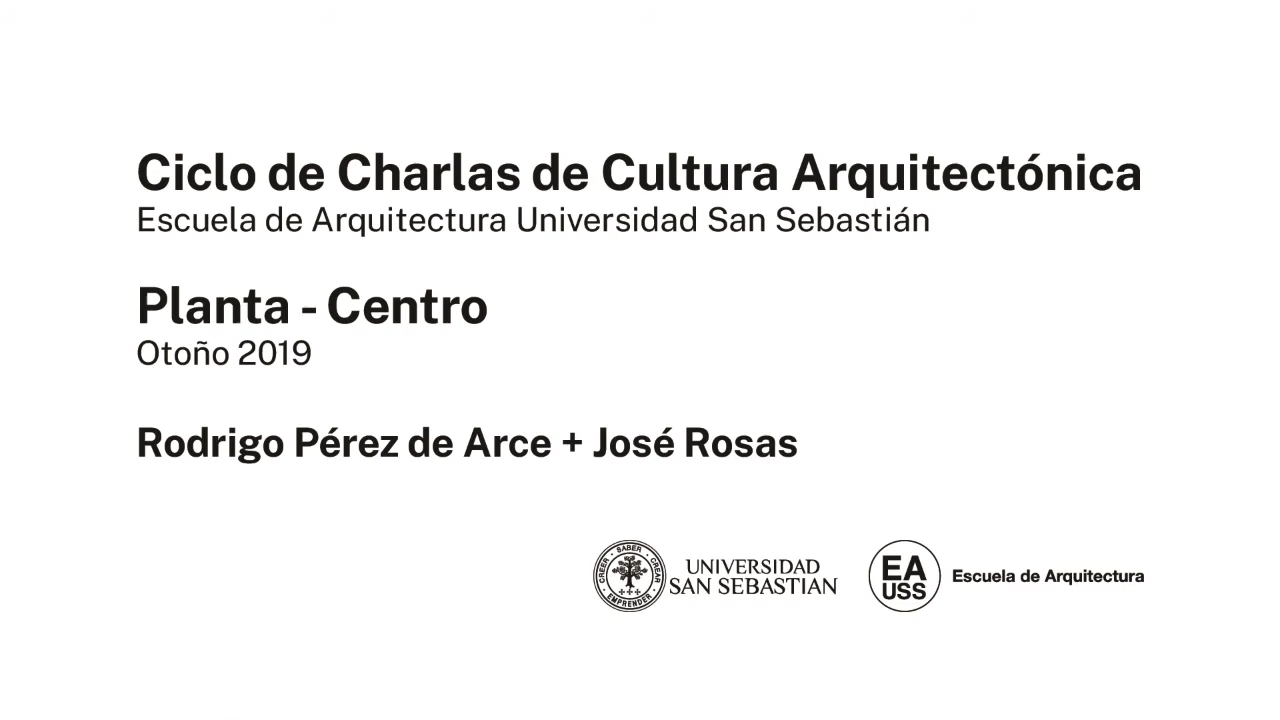 Ciclo de Charlas de Cultura Arquitectónica
Escuela de Arquitectura Universidad San Sebastián
Planta - Centro
Otoño 2019
Rodrigo Pérez de Arce + José Rosas
CREER · SABER · CREAR
EMPRENDER
UNIVERSIDAD
SAN SEBASTIAN
EA
USS
Escuela de Arquitectura